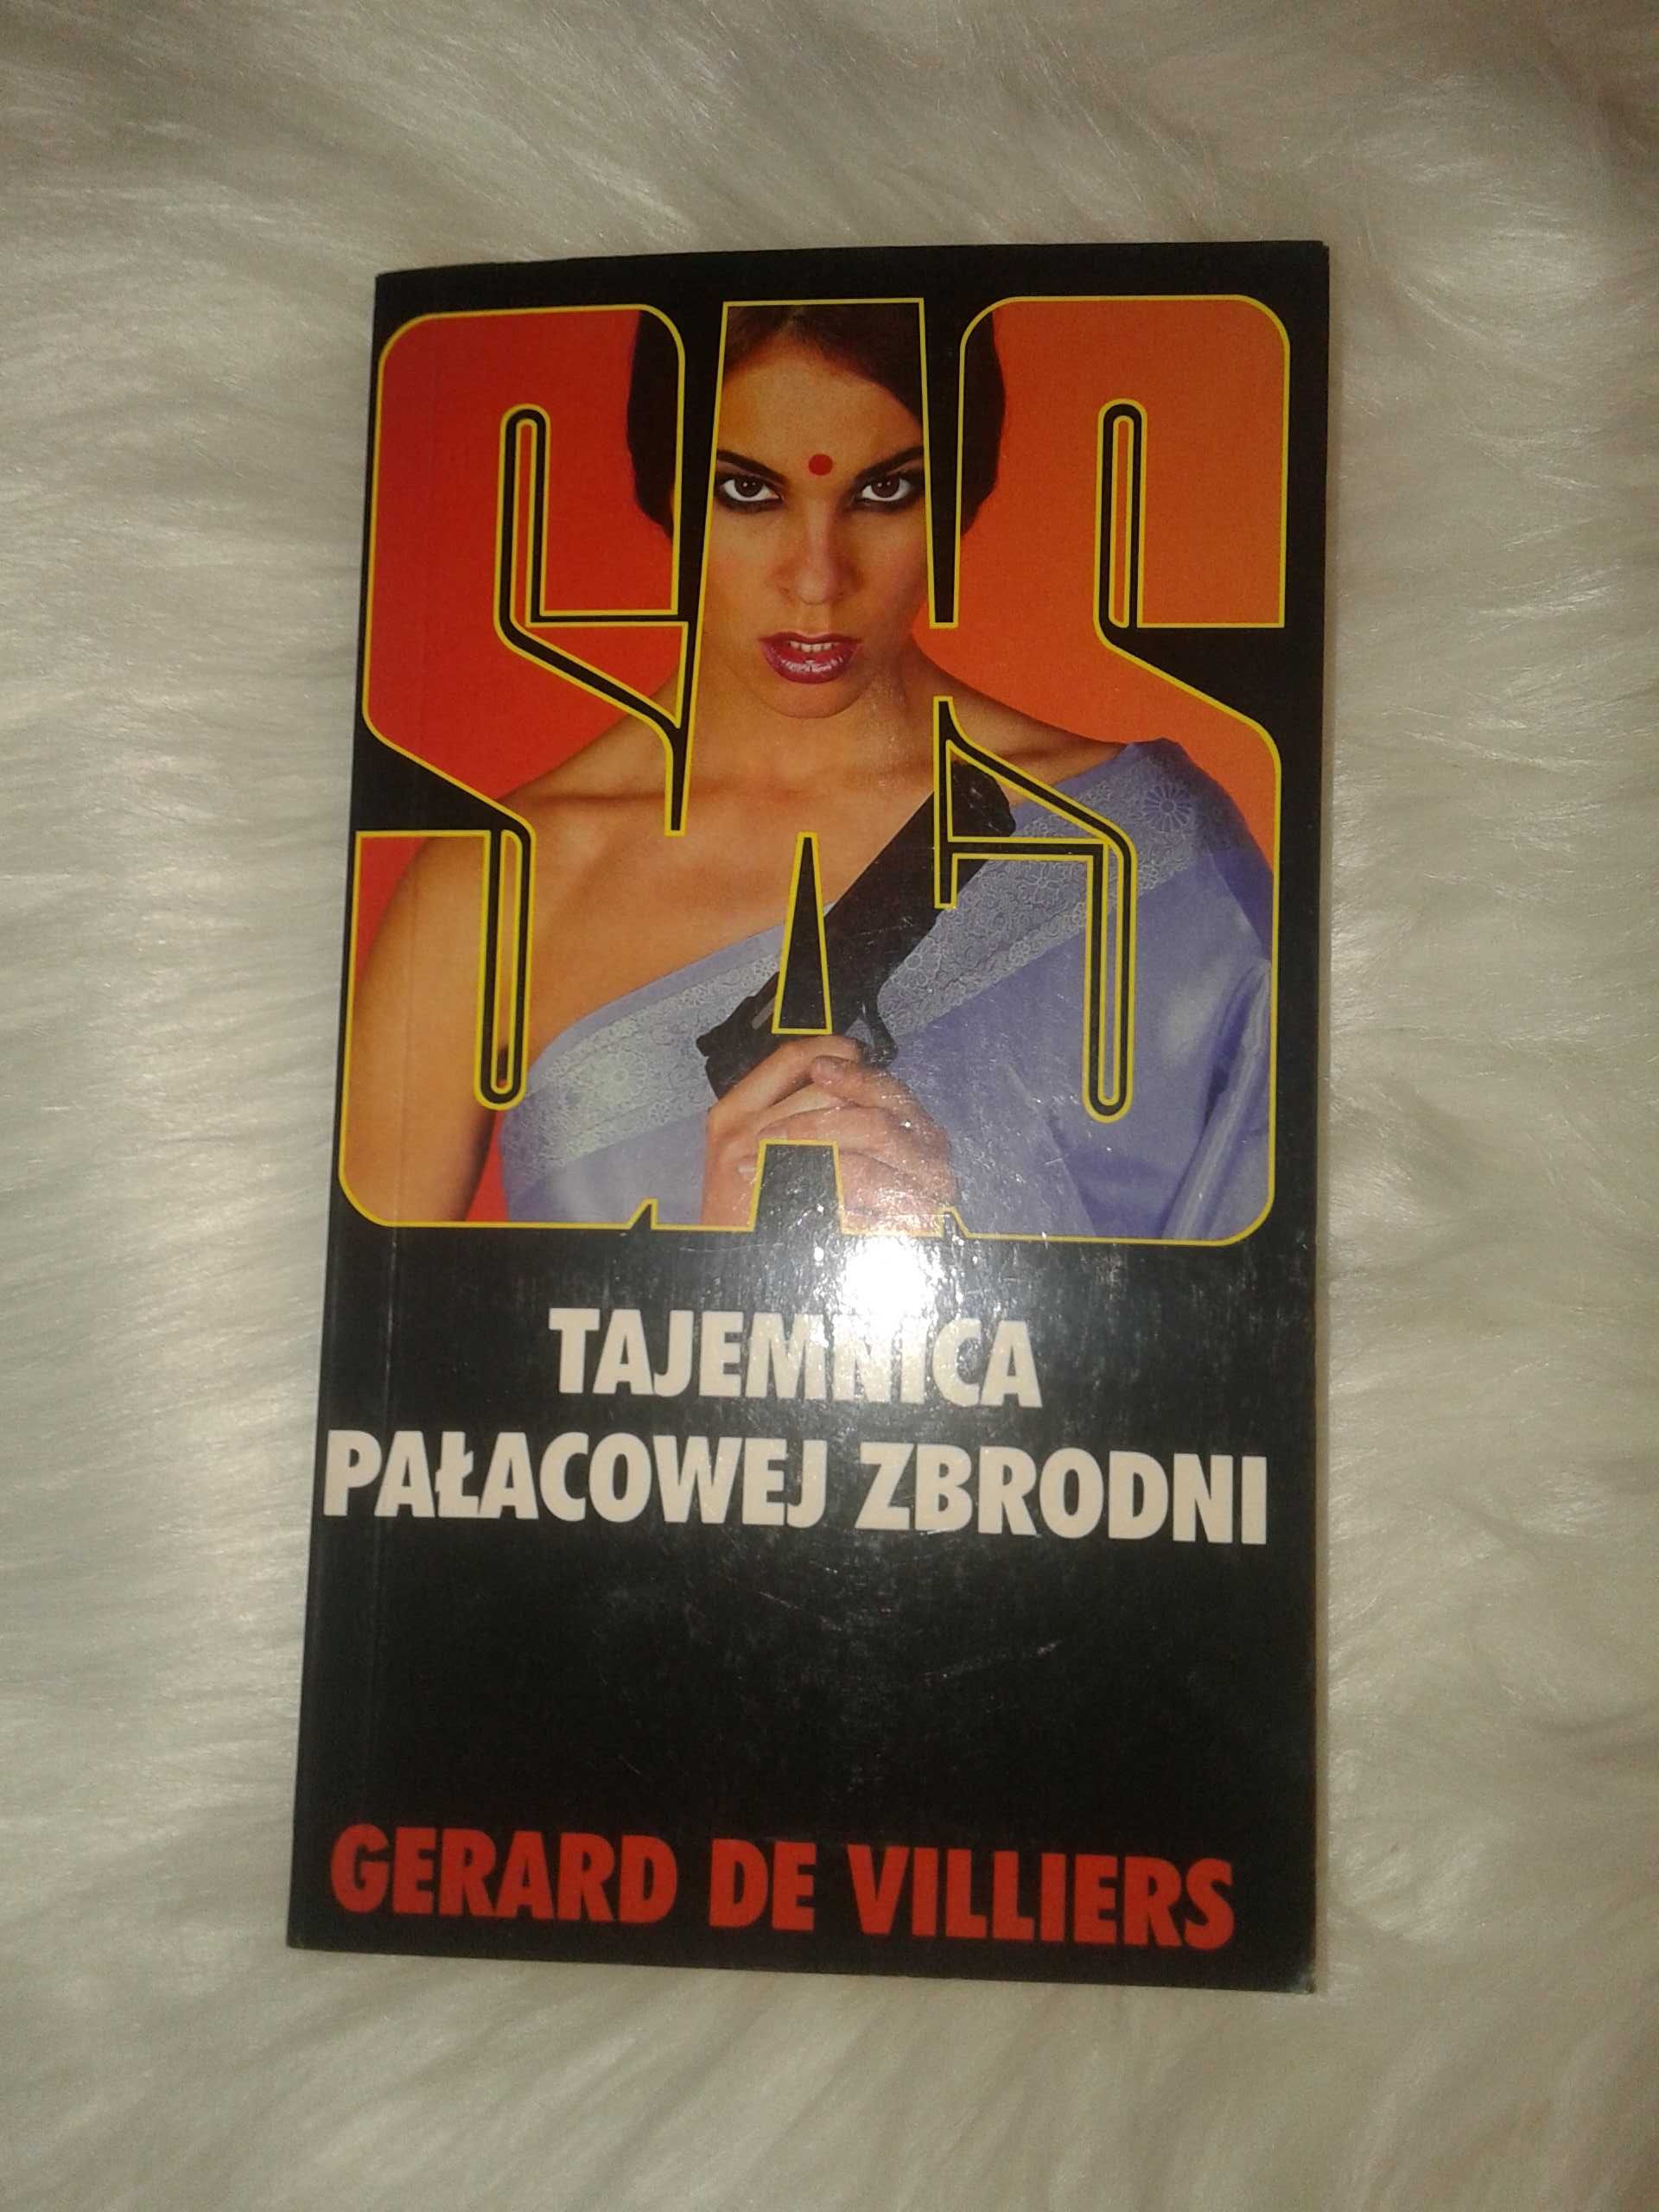 SAS
TAJEMNICA
PAŁACOWEJ ZBRODNI
GERARD DE VILLIERS